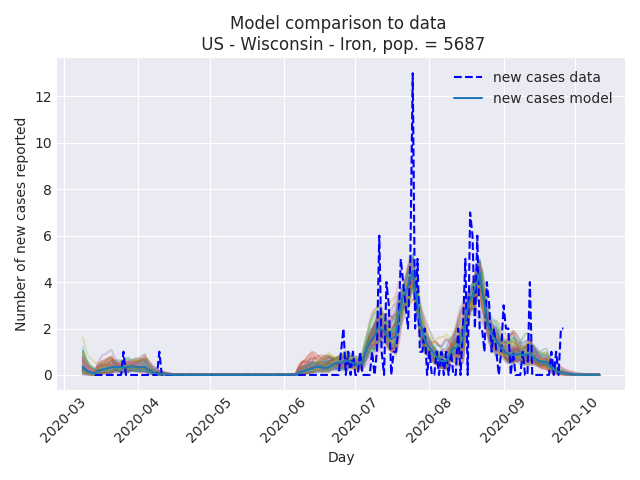 Model comparison to data
US - Wisconsin - Iron, pop. = 5687
new cases data
new cases model
Number of new cases reported
12
10
8
6
4
2
0
2020-03
2020-04
2020-05
2020-06
2020-07
2020-08
2020-09
2020-10
Day